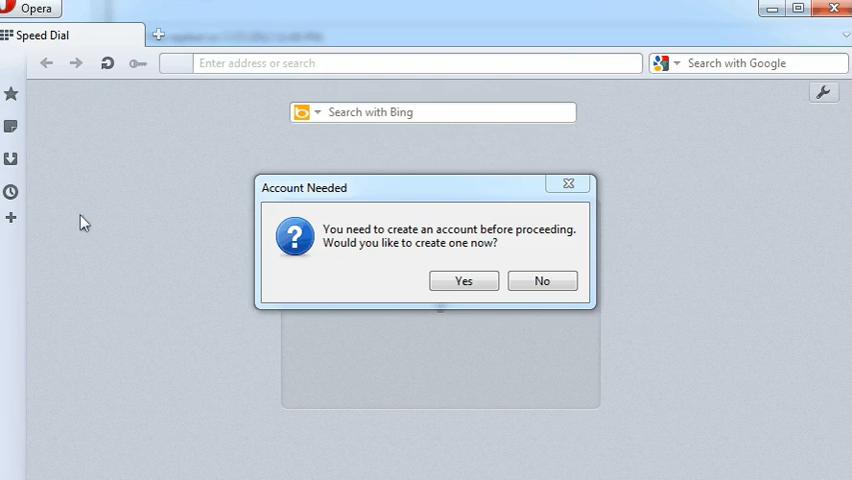 Opera
Speed Dial
Enter address or search
Search with Google
Search with Bing
Account Needed
You need to create an account before proceeding.
Would you like to create one now?
Yes
No